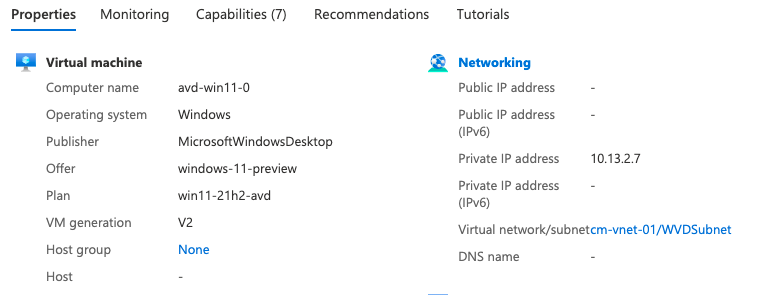 Properties Monitoring Capabilities (7) Recommendations Tutorials
Virtual machine
Computer name avd-win11-0
Operating system Windows
Publisher MicrosoftWindowsDesktop
Offer windows-11-preview
Plan win11-21h2-avd
VM generation V2
Host group None
Host -
Networking
Public IP address -
Public IP address -
(IPv6)
Private IP address 10.13.2.7
Private IP address -
(IPv6)
Virtual network/subnet cm-vnet-01/WVDSubnet
DNS name -